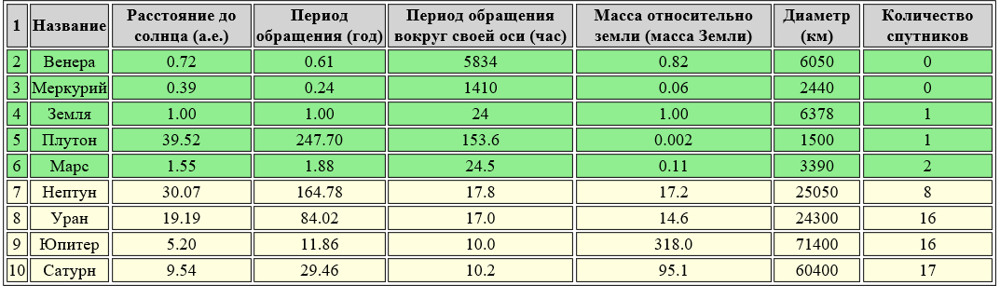 1 Название Расстояние до солнца (а.е.) Период обращения (год) Период обращения вокруг своей оси (час) Масса относительно земли (масса Земли) Диаметр (км) Количество спутников
2 Венера 0.72 0.61 5834 0.82 6050 0
3 Меркурий 0.39 0.24 1410 0.06 2440 0
4 Земля 1.00 1.00 24 1.00 6378 1
5 Плутон 39.52 247.70 153.6 0.002 1500 1
6 Марс 1.55 1.88 24.5 0.11 3390 2
7 Нептун 30.07 164.78 17.8 17.2 25050 8
8 Уран 19.19 84.02 17.0 14.6 24300 16
9 Юпитер 5.20 11.86 10.0 318.0 71400 16
10 Сатурн 9.54 29.46 10.2 95.1 60400 17